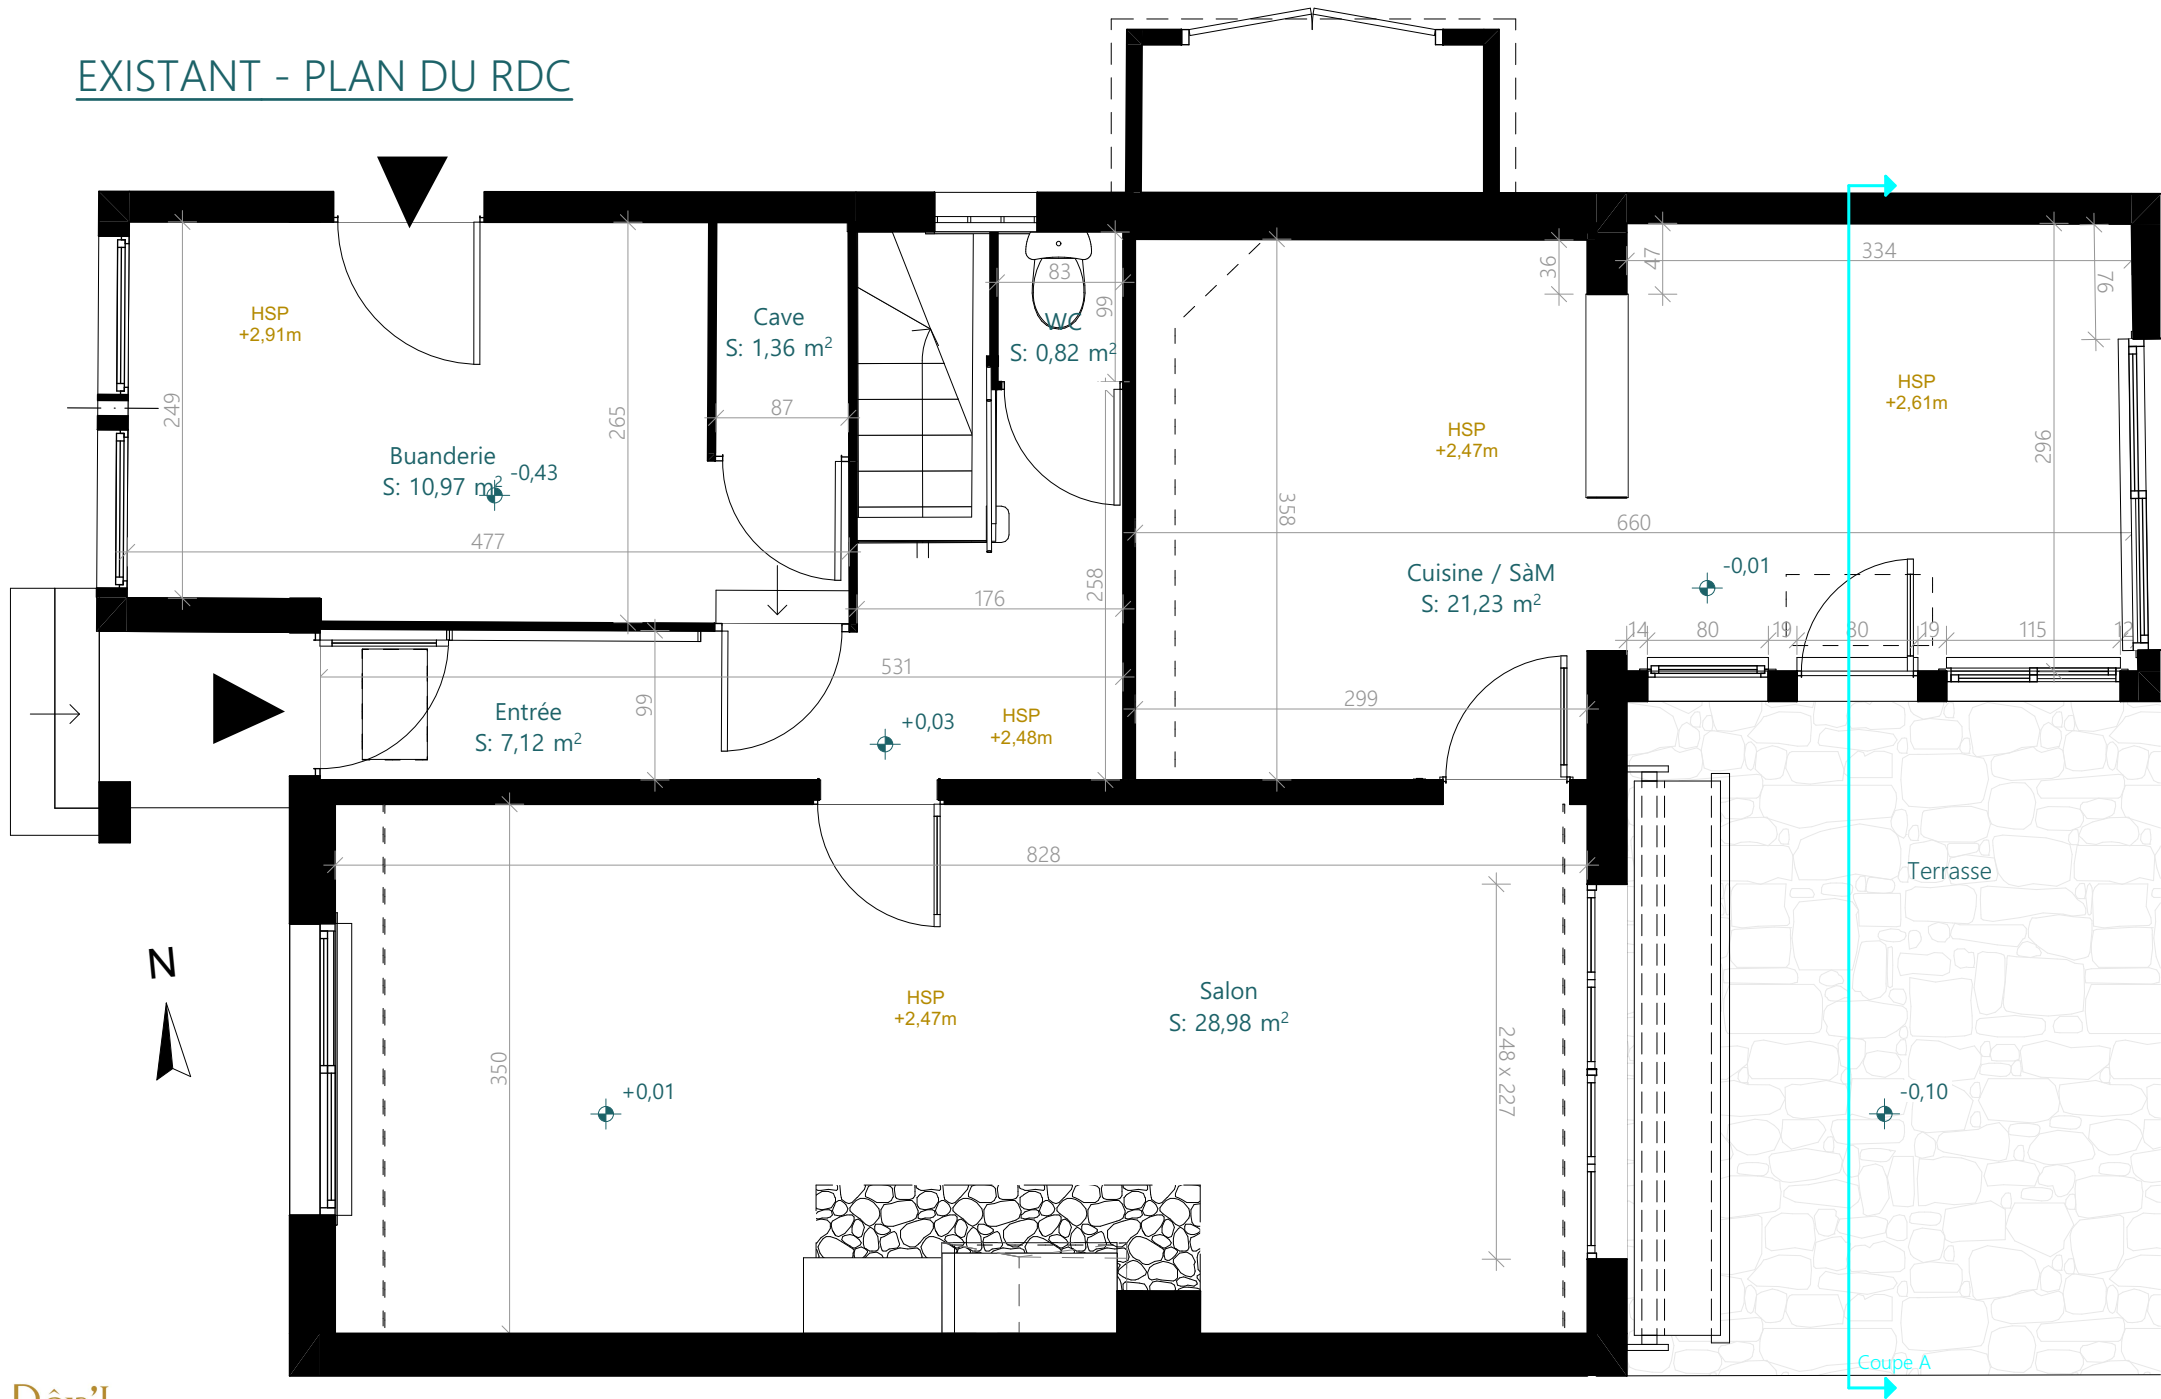 EXISTANT - PLAN DU RDC
HSP
+2,91m
249
265
Buanderie
S: 10,97 m²
-0,43
477
Cave
S: 1,36 m²
87
83
99
WC
S: 0,82 m²
176
258
358
36
47
334
76
HSP
+2,47m
HSP
+2,61m
296
660
Cuisine / SàM
S: 21,23 m²
-0,01
14
80
19
80
19
115
12
299
531
99
Entrée
S: 7,12 m²
+0,03
HSP
+2,48m
828
Terrasse
N
HSP
+2,47m
Salon
S: 28,98 m²
350
248 x 227
+0,01
-0,10
Coupe A